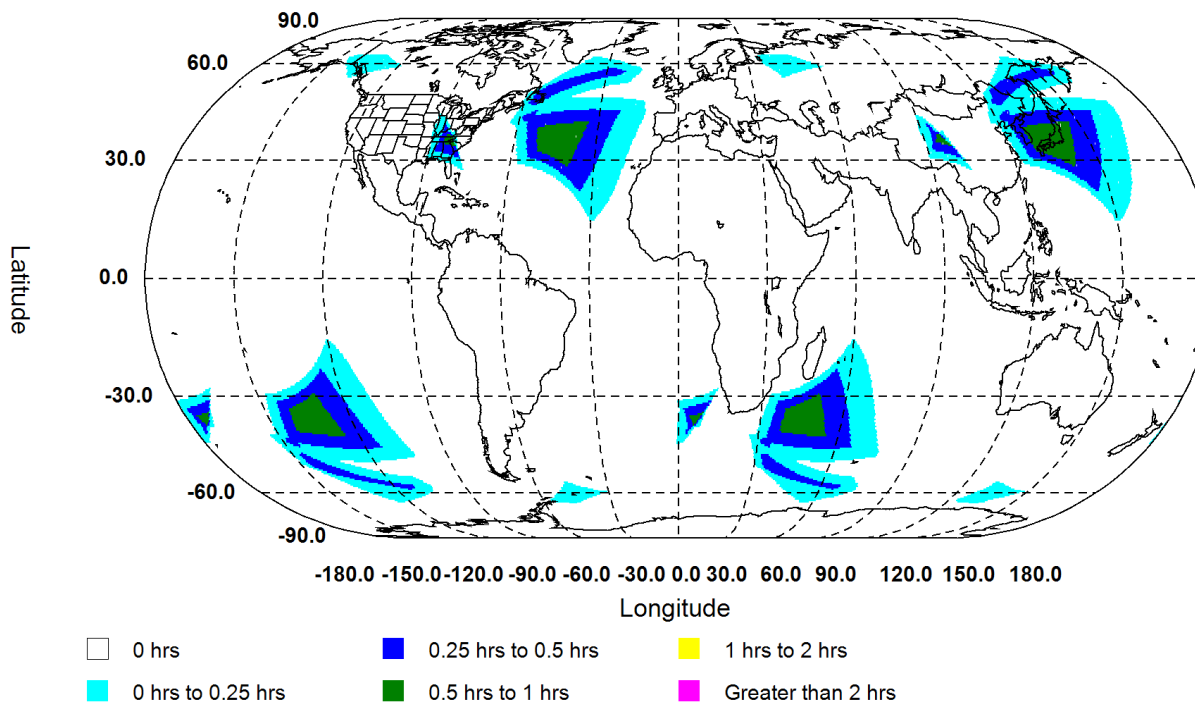 90.0
60.0
30.0
0.0
-30.0
-60.0
-90.0
Latitude
-180.0 -150.0 -120.0 -90.0 -60.0 -30.0 0.0 30.0 60.0 90.0 120.0 150.0 180.0
Longitude
0 hrs 0.25 hrs to 0.5 hrs 1 hrs to 2 hrs
0 hrs to 0.25 hrs 0.5 hrs to 1 hrs Greater than 2 hrs